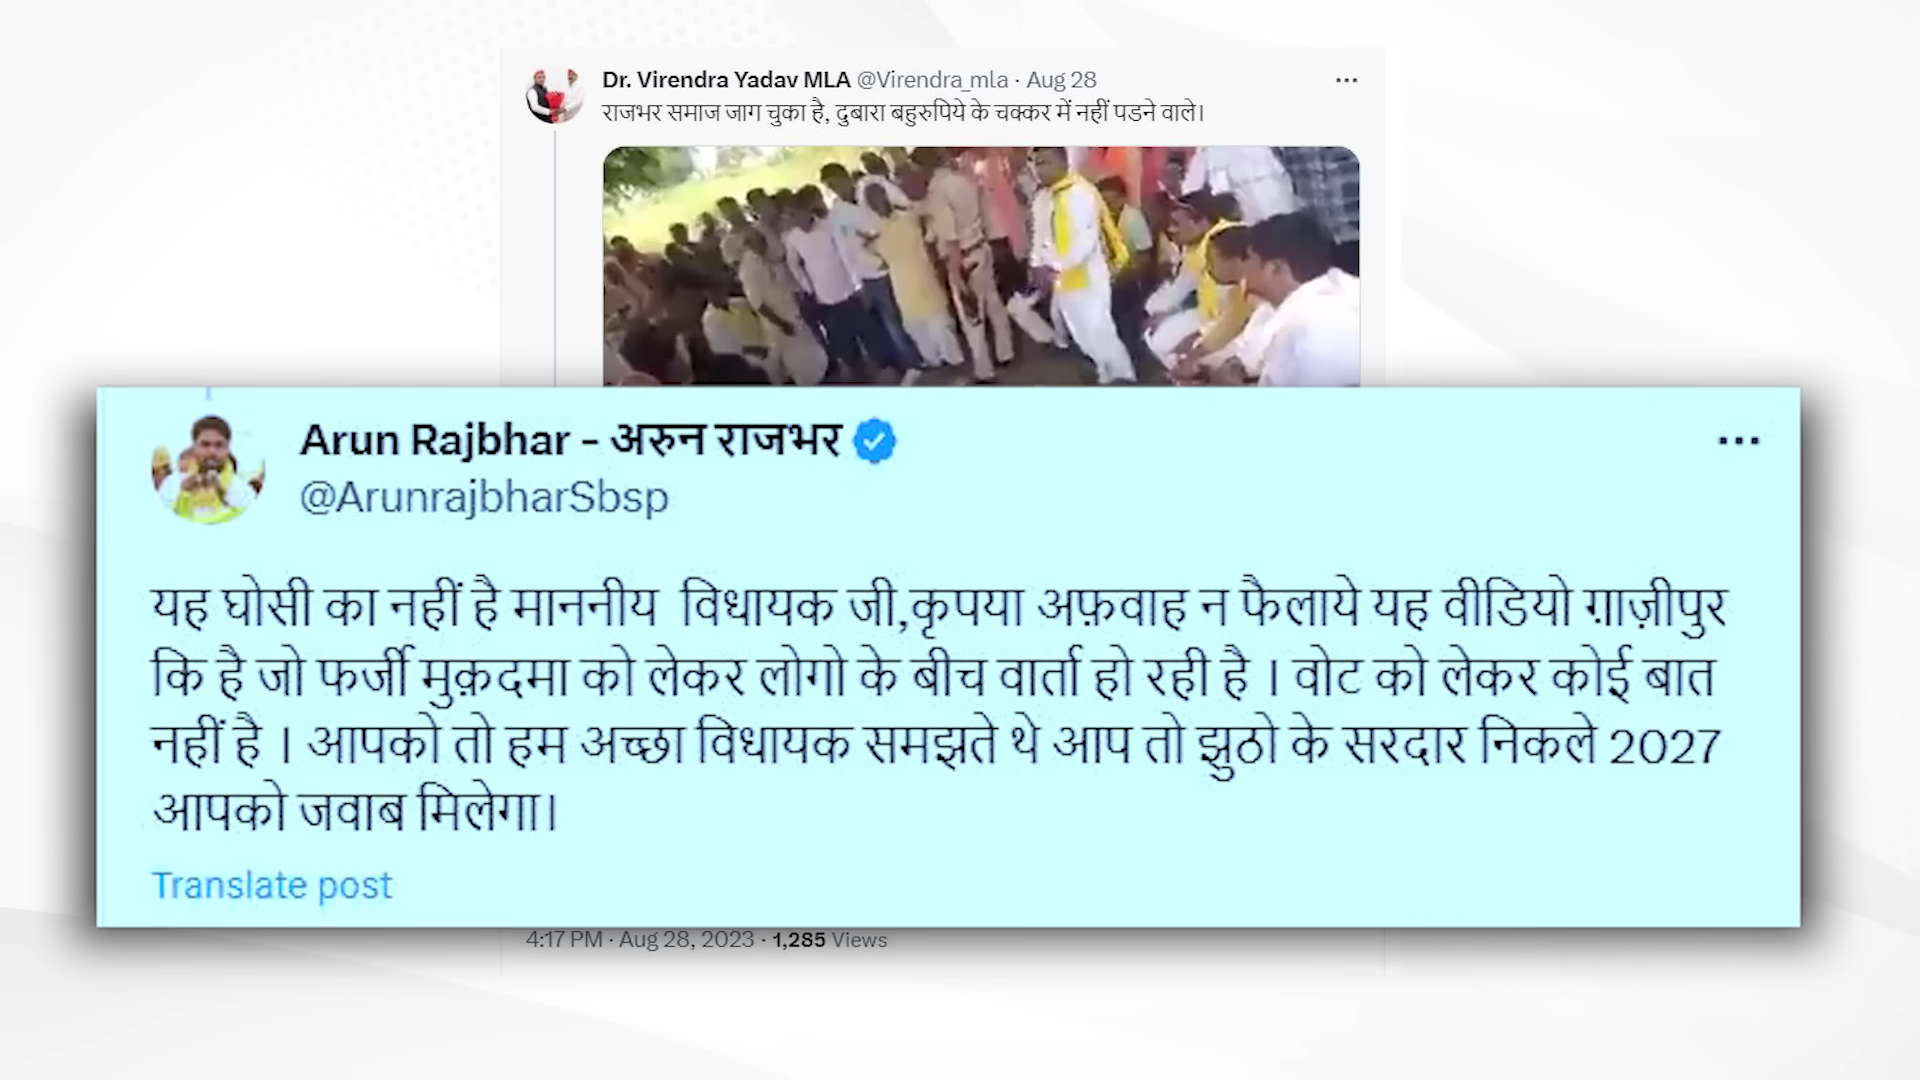 Dr. Virendra Yadav MLA @Virendra_mla · Aug 28
राजभर समाज जाग चुका है, दुबारा बहुरुपिये के चक्कर में नहीं पडने वाले।
Arun Rajbhar - अरुन राजभर
@ArunrajbharSbsp
यह घोसी का नहीं है माननीय विधायक जी,कृपया अफ़वाह न फैलाये यह वीडियो ग़ाज़ीपुर
कि है जो फर्जी मुक़दमा को लेकर लोगो के बीच वार्ता हो रही है । वोट को लेकर कोई बात
नहीं है । आपको तो हम अच्छा विधायक समझते थे आप तो झुठो के सरदार निकले 2027
आपको जवाब मिलेगा।
Translate post
4:17 PM · Aug 28, 2023 · 1,285 Views